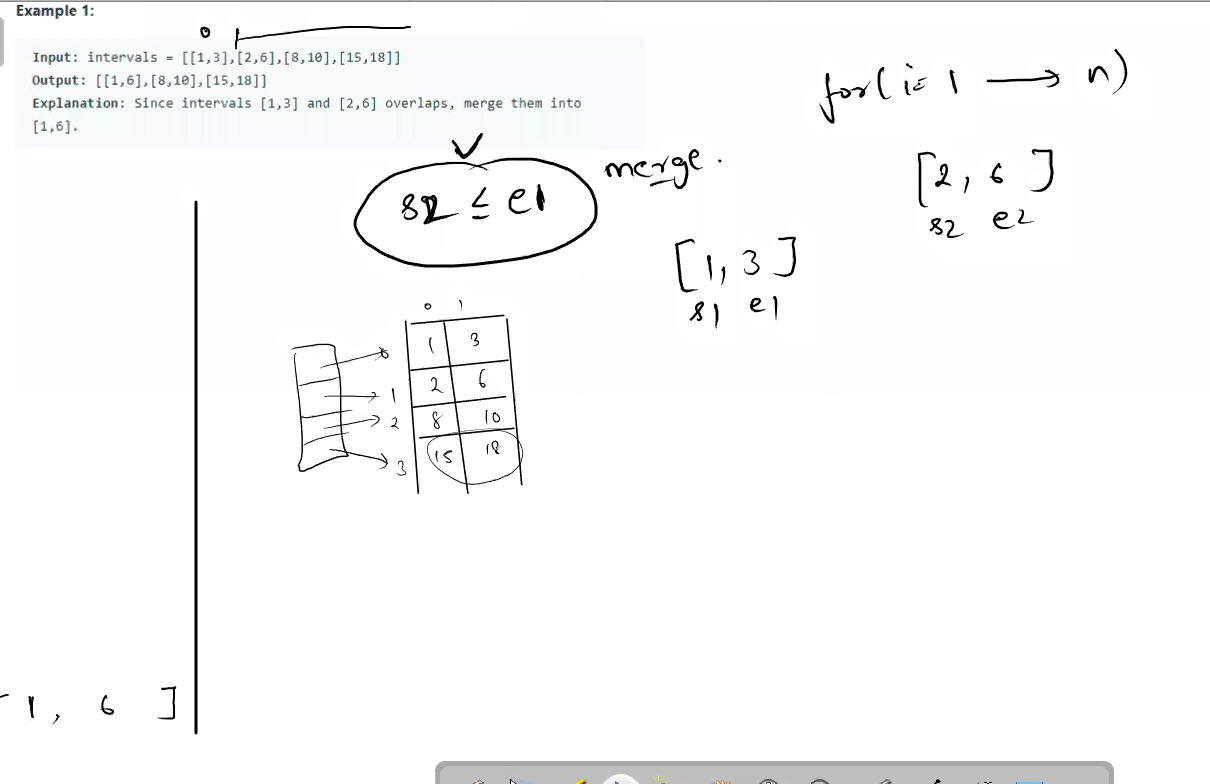 Example 1:
0
Input: intervals = [[1,3],[2,6],[8,10],[15,18]]
Output: [[1,6],[8,10],[15,18]]
Explanation: Since intervals [1,3] and [2,6] overlaps, merge them into
[1,6].
for(i=1 → n)
merge.
s2 ≤ e1
[2, 6]
s2 e2
[1, 3]
s1 e1
0 1
0 1 3
1 2 6
2 8 10
3 15 18
[1, 6]